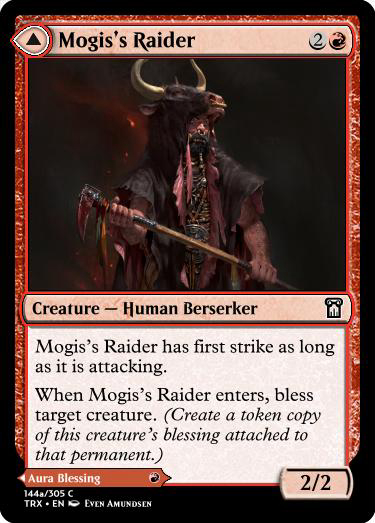 Mogis's Raider 2
Creature — Human Berserker
Mogis's Raider has first strike as long
as it is attacking.
When Mogis's Raider enters, bless
target creature. (Create a token copy
of this creature's blessing attached to
that permanent.)
Aura Blessing
2/2
144a/305 C
TRX • EN Even Amundsen